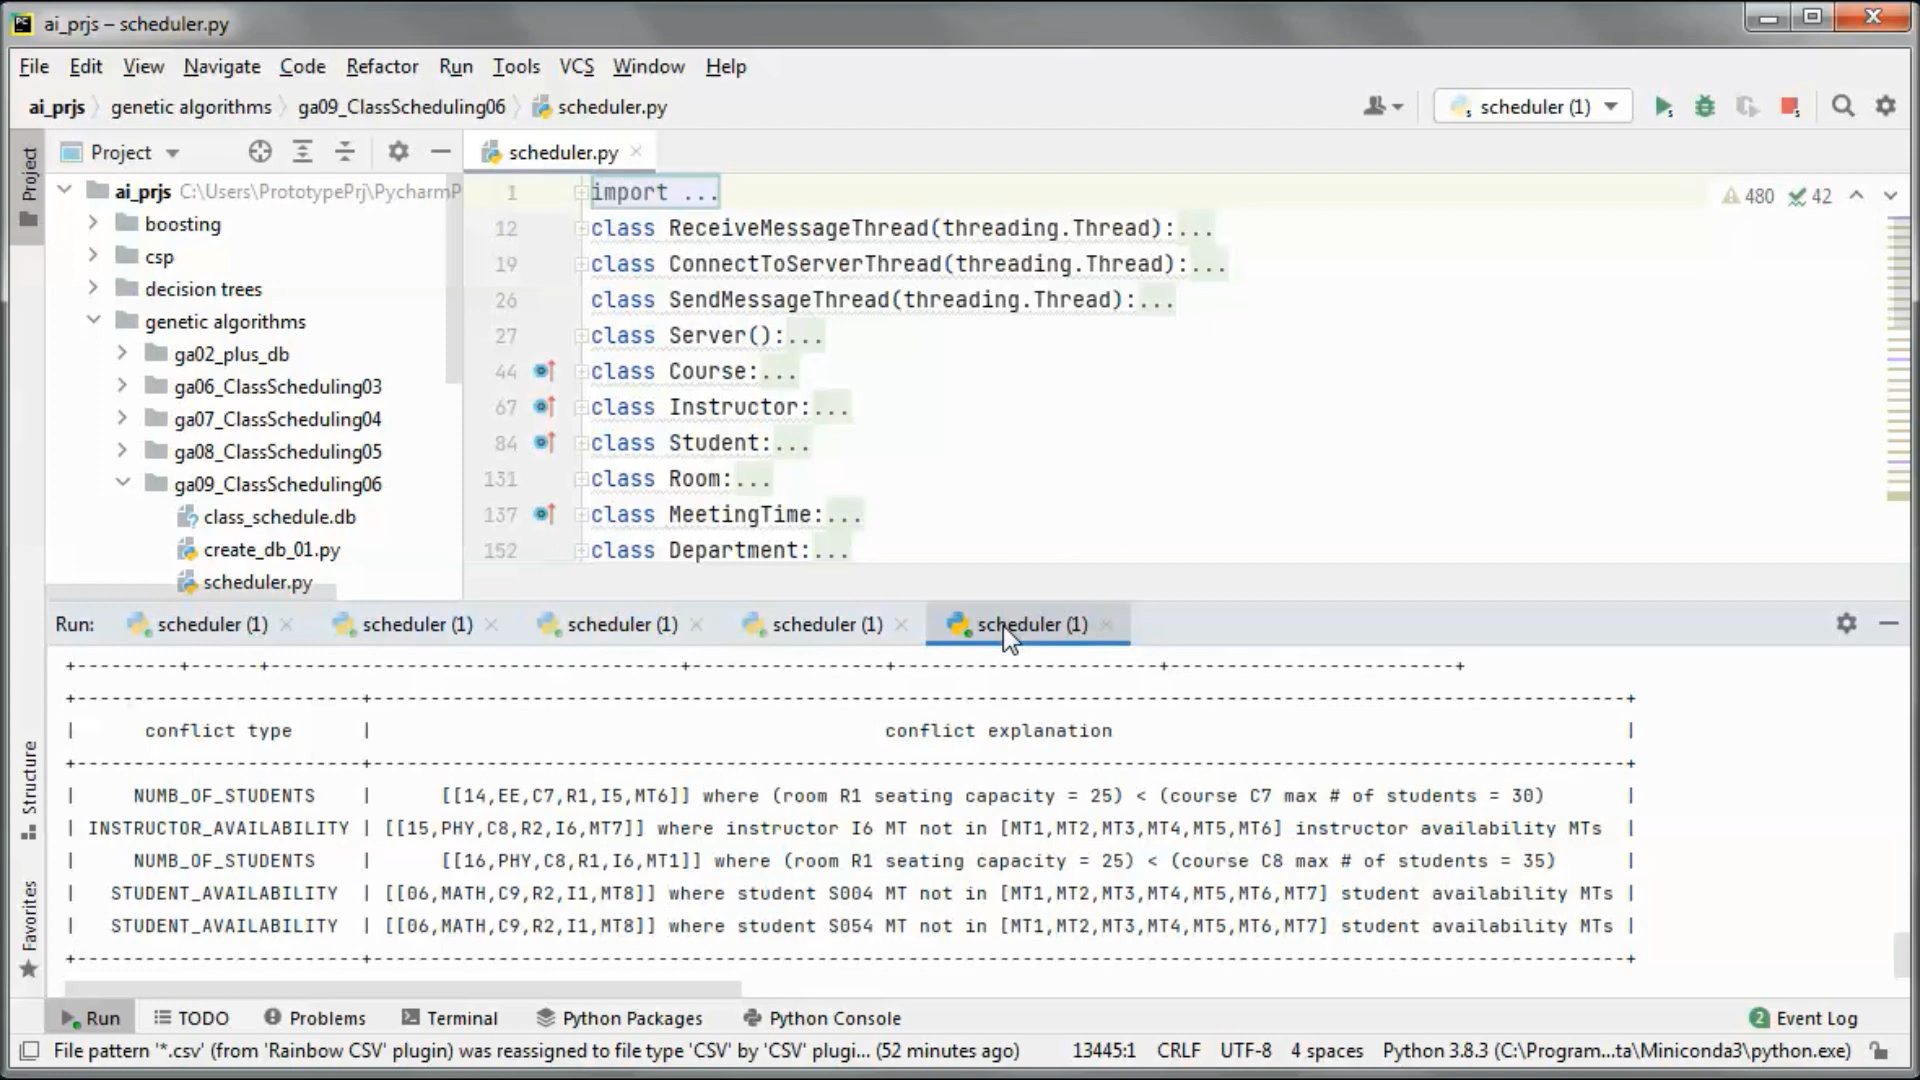 ai_prjs – scheduler.py
File Edit View Navigate Code Refactor Run Tools VCS Window Help
ai_prjs genetic algorithms ga09_ClassScheduling06 scheduler.py scheduler (1)
Project
Project
scheduler.py
ai_prjs C:\Users\PrototypePrj\PycharmP
boosting
csp
decision trees
genetic algorithms
ga02_plus_db
ga06_ClassScheduling03
ga07_ClassScheduling04
ga08_ClassScheduling05
ga09_ClassScheduling06
class_schedule.db
create_db_01.py
scheduler.py
1 import ...
480 42
12 class ReceiveMessageThread(threading.Thread):...
19 class ConnectToServerThread(threading.Thread):...
26 class SendMessageThread(threading.Thread):...
27 class Server():...
44 class Course:...
67 class Instructor:...
84 class Student:...
131 class Room:...
137 class MeetingTime:...
152 class Department:...
Run: scheduler (1) scheduler (1) scheduler (1) scheduler (1) scheduler (1)
| conflict type | conflict explanation |
| NUMB_OF_STUDENTS | [[14,EE,C7,R1,I5,MT6]] where (room R1 seating capacity = 25) < (course C7 max # of students = 30) |
| INSTRUCTOR_AVAILABILITY | [[15,PHY,C8,R2,I6,MT7]] where instructor I6 MT not in [MT1,MT2,MT3,MT4,MT5,MT6] instructor availability MTs |
| NUMB_OF_STUDENTS | [[16,PHY,C8,R1,I6,MT1]] where (room R1 seating capacity = 25) < (course C8 max # of students = 35) |
| STUDENT_AVAILABILITY | [[06,MATH,C9,R2,I1,MT8]] where student S004 MT not in [MT1,MT2,MT3,MT4,MT5,MT6,MT7] student availability MTs |
| STUDENT_AVAILABILITY | [[06,MATH,C9,R2,I1,MT8]] where student S054 MT not in [MT1,MT2,MT3,MT4,MT5,MT6,MT7] student availability MTs |
Structure
Favorites
Run TODO Problems Terminal Python Packages Python Console 2 Event Log
File pattern '*.csv' (from 'Rainbow CSV' plugin) was reassigned to file type 'CSV' by 'CSV' plugi... (52 minutes ago) 13445:1 CRLF UTF-8 4 spaces Python 3.8.3 (C:\Program...ta\Miniconda3\python.exe)